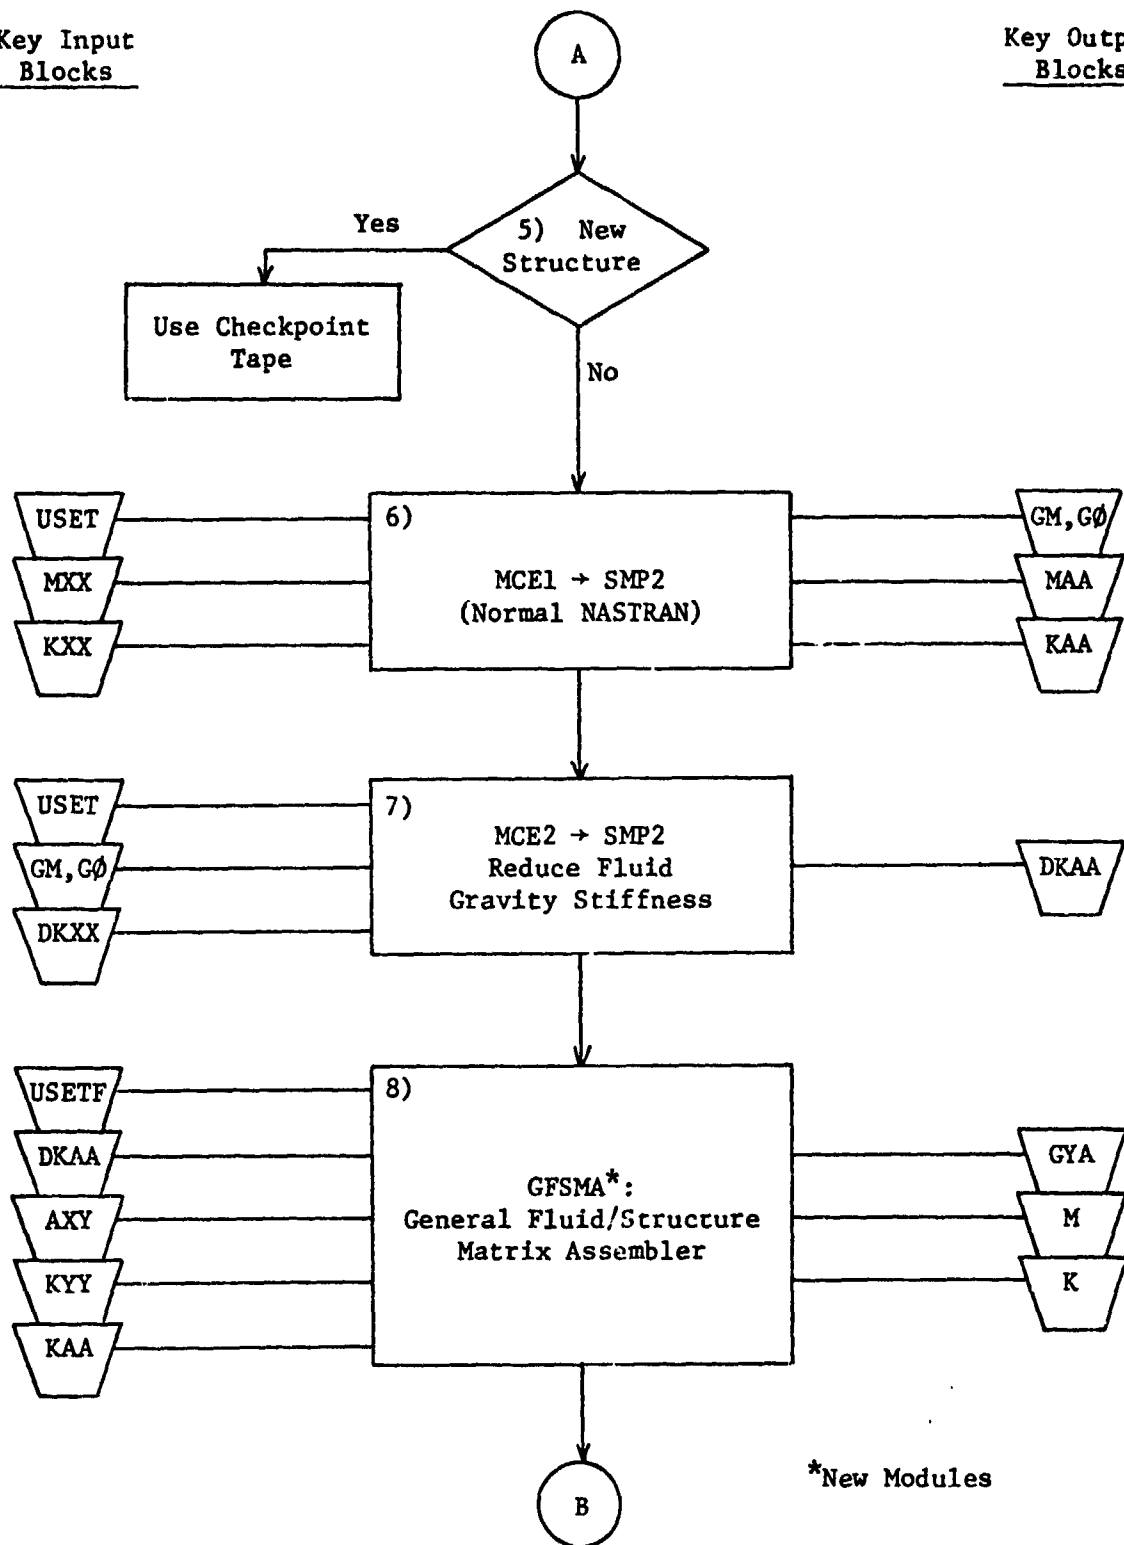 Key Input
Blocks
A
Key Outp
Blocks
5) New
Structure
Yes
Use Checkpoint
Tape
No
USET
MXX
KXX
6)
MCE1 → SMP2
(Normal NASTRAN)
GM,GØ
MAA
KAA
USET
GM,GØ
DKXX
7)
MCE2 → SMP2
Reduce Fluid
Gravity Stiffness
DKAA
USETF
DKAA
AXY
KYY
KAA
8)
GFSMA*:
General Fluid/Structure
Matrix Assembler
GYA
M
K
B
*New Modules